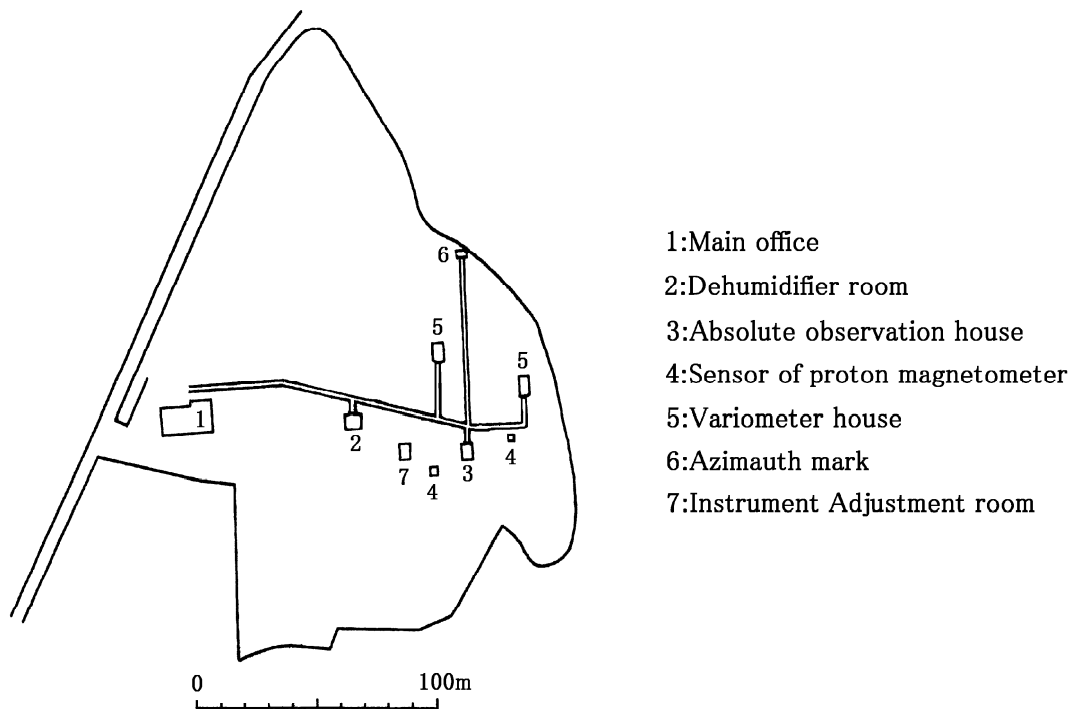 6
5
5
1
2
4
7
3
4
0 100m
1:Main office
2:Dehumidifier room
3:Absolute observation house
4:Sensor of proton magnetometer
5:Variometer house
6:Azimauth mark
7:Instrument Adjustment room